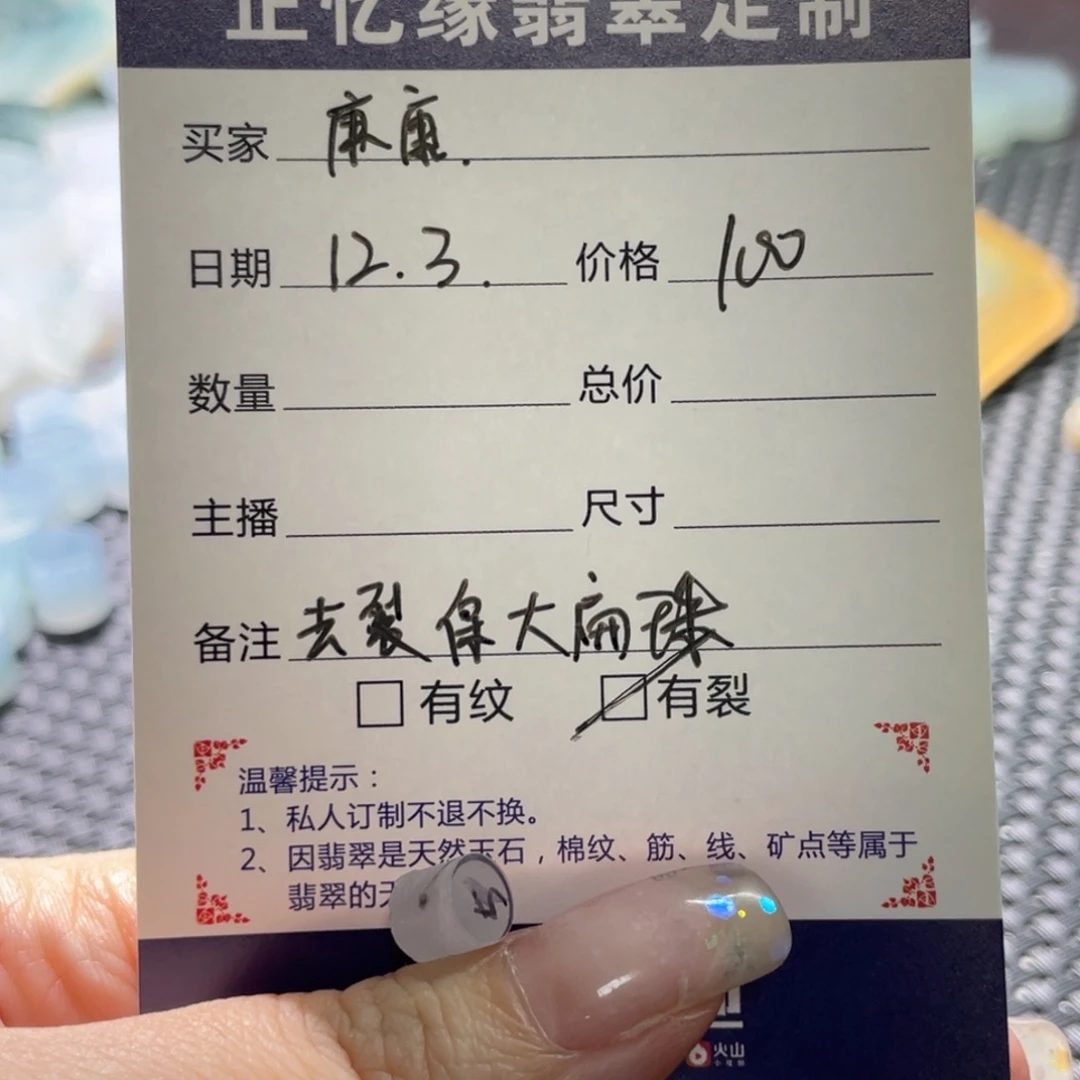 正忆缘翡翠定制
买家 康康.
日期 12.3. 价格 100
数量 总价
主播 尺寸
备注 去裂保大扁珠
有纹 有裂
温馨提示：
1、私人订制不退不换。
2、因翡翠是天然玉石，棉纹、筋、线、矿点等属于
翡翠的天
火山